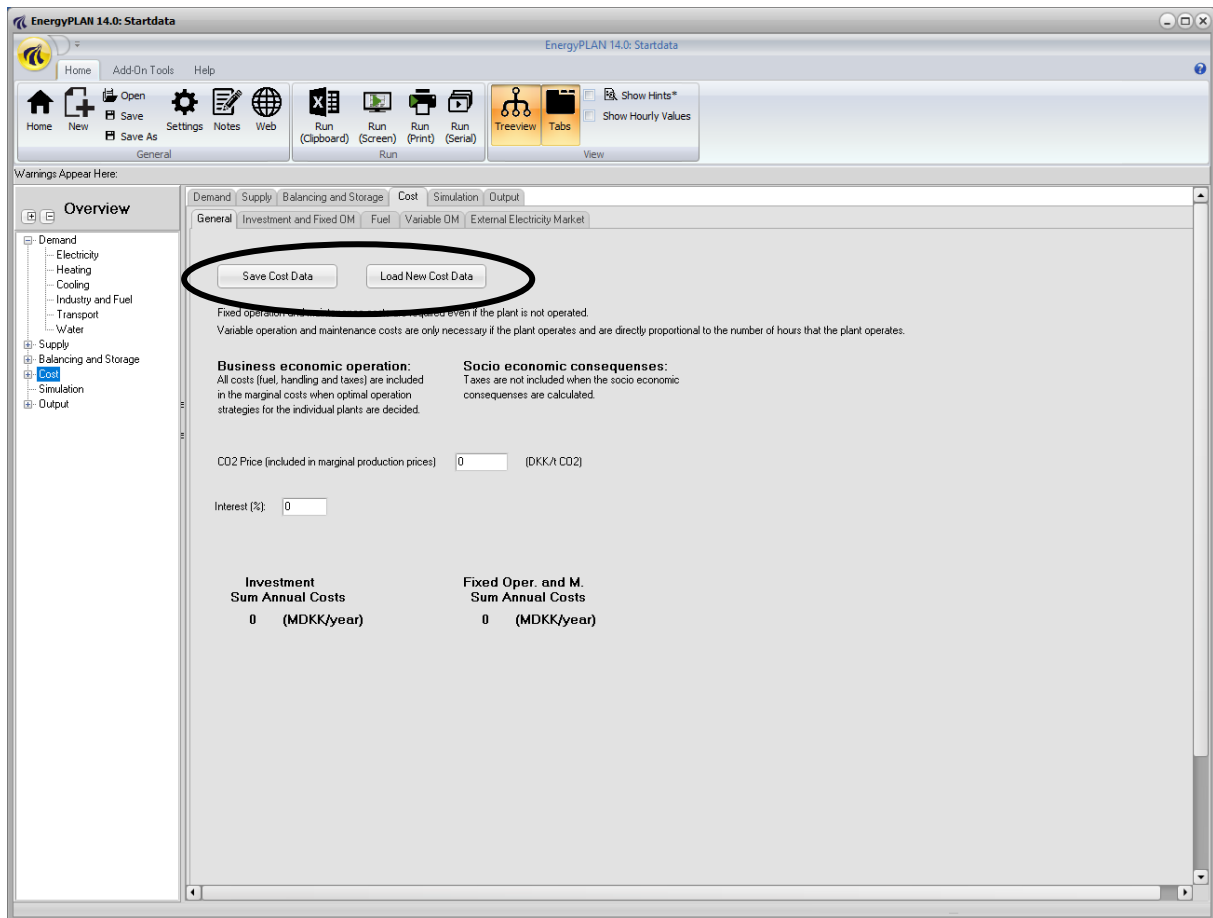 EnergyPLAN 14.0: Startdata
EnergyPLAN 14.0: Startdata
Home Add-On Tools Help
Home New Open Save Save As Settings Notes Web
General
Run (Clipboard) Run (Screen) Run (Print) Run (Serial)
Run
Treeview Tabs Show Hints* Show Hourly Values
View
Warnings Appear Here:
Overview
Demand
Electricity
Heating
Cooling
Industry and Fuel
Transport
Water
Supply
Balancing and Storage
Cost
Simulation
Output
Demand Supply Balancing and Storage Cost Simulation Output
General Investment and Fixed OM Fuel Variable OM External Electricity Market
Save Cost Data Load New Cost Data
Fixed operation and maintenance costs are required even if the plant is not operated.
Variable operation and maintenance costs are only necessary if the plant operates and are directly proportional to the number of hours that the plant operates.
Business economic operation:
All costs (fuel, handling and taxes) are included
in the marginal costs when optimal operation
strategies for the individual plants are decided.
Socio economic consequenses:
Taxes are not included when the socio economic
consequenses are calculated.
CO2 Price (included in marginal production prices) 0 (DKK/t CO2)
Interest (%): 0
Investment
Sum Annual Costs
0 (MDKK/year)
Fixed Oper. and M.
Sum Annual Costs
0 (MDKK/year)